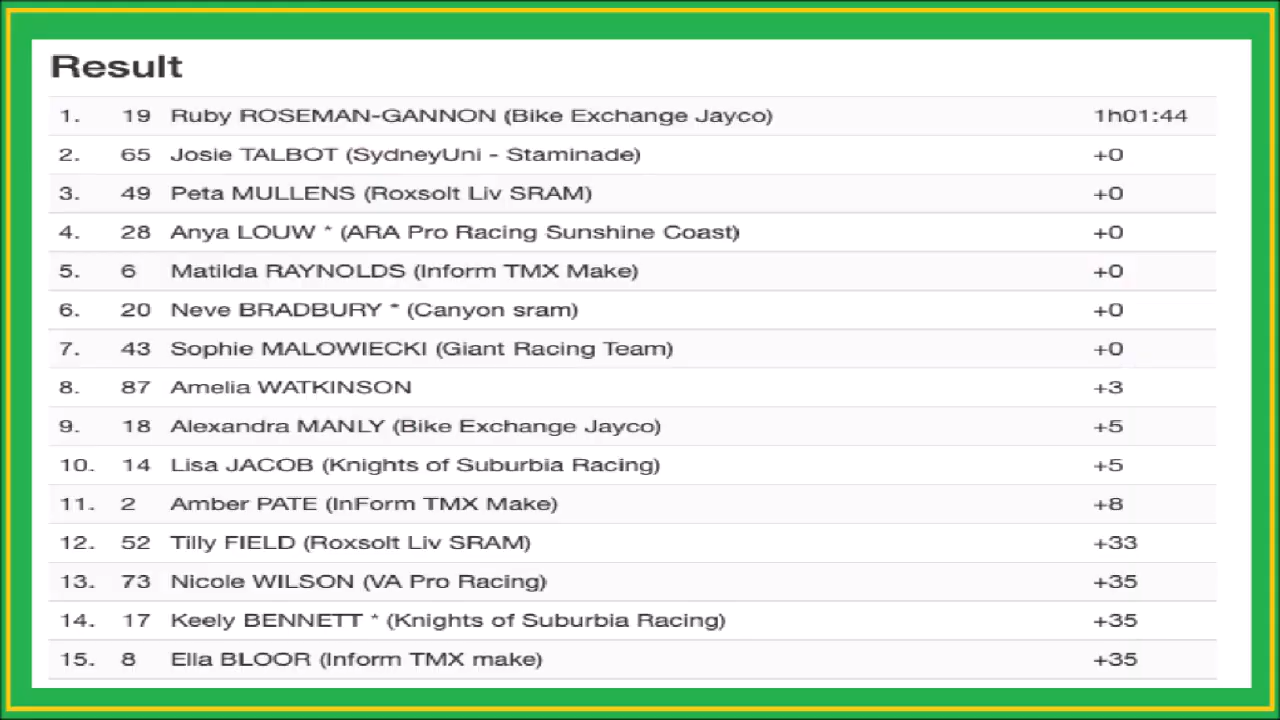 Result
1. 19 Ruby ROSEMAN-GANNON (Bike Exchange Jayco) 1h01:44
2. 65 Josie TALBOT (SydneyUni - Staminade) +0
3. 49 Peta MULLENS (Roxsolt Liv SRAM) +0
4. 28 Anya LOUW * (ARA Pro Racing Sunshine Coast) +0
5. 6 Matilda RAYNOLDS (Inform TMX Make) +0
6. 20 Neve BRADBURY * (Canyon sram) +0
7. 43 Sophie MALOWIECKI (Giant Racing Team) +0
8. 87 Amelia WATKINSON +3
9. 18 Alexandra MANLY (Bike Exchange Jayco) +5
10. 14 Lisa JACOB (Knights of Suburbia Racing) +5
11. 2 Amber PATE (InForm TMX Make) +8
12. 52 Tilly FIELD (Roxsolt Liv SRAM) +33
13. 73 Nicole WILSON (VA Pro Racing) +35
14. 17 Keely BENNETT * (Knights of Suburbia Racing) +35
15. 8 Ella BLOOR (Inform TMX make) +35